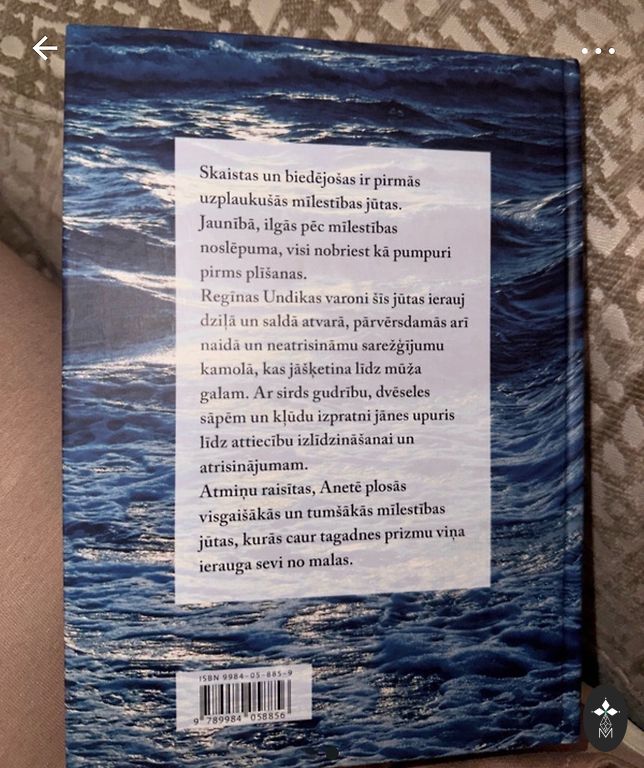 Skaistas un biedējošas ir pirmās
uzplaukušās mīlestības jūtas.
Jaunībā, ilgās pēc mīlestības
noslēpuma, visi nobriest kā pumpuri
pirms plīšanas.
Regīnas Undikas varoni šīs jūtas ierauj
dziļā un saldā atvarā, pārvērsdamās arī
naidā un neatrisināmu sarežģījumu
kamolā, kas jāšķetina līdz mūža
galam. Ar sirds gudrību, dvēseles
sāpēm un kļūdu izpratni jānes upuris
līdz attiecību izlīdzināšanai un
atrisinājumam.
Atmiņu raisītas, Anetē plosās
visgaišākās un tumšākās mīlestības
jūtas, kurās caur tagadnes prizmu viņa
ierauga sevi no malas.
ISBN 9984-05-885-9
9 789984 058856